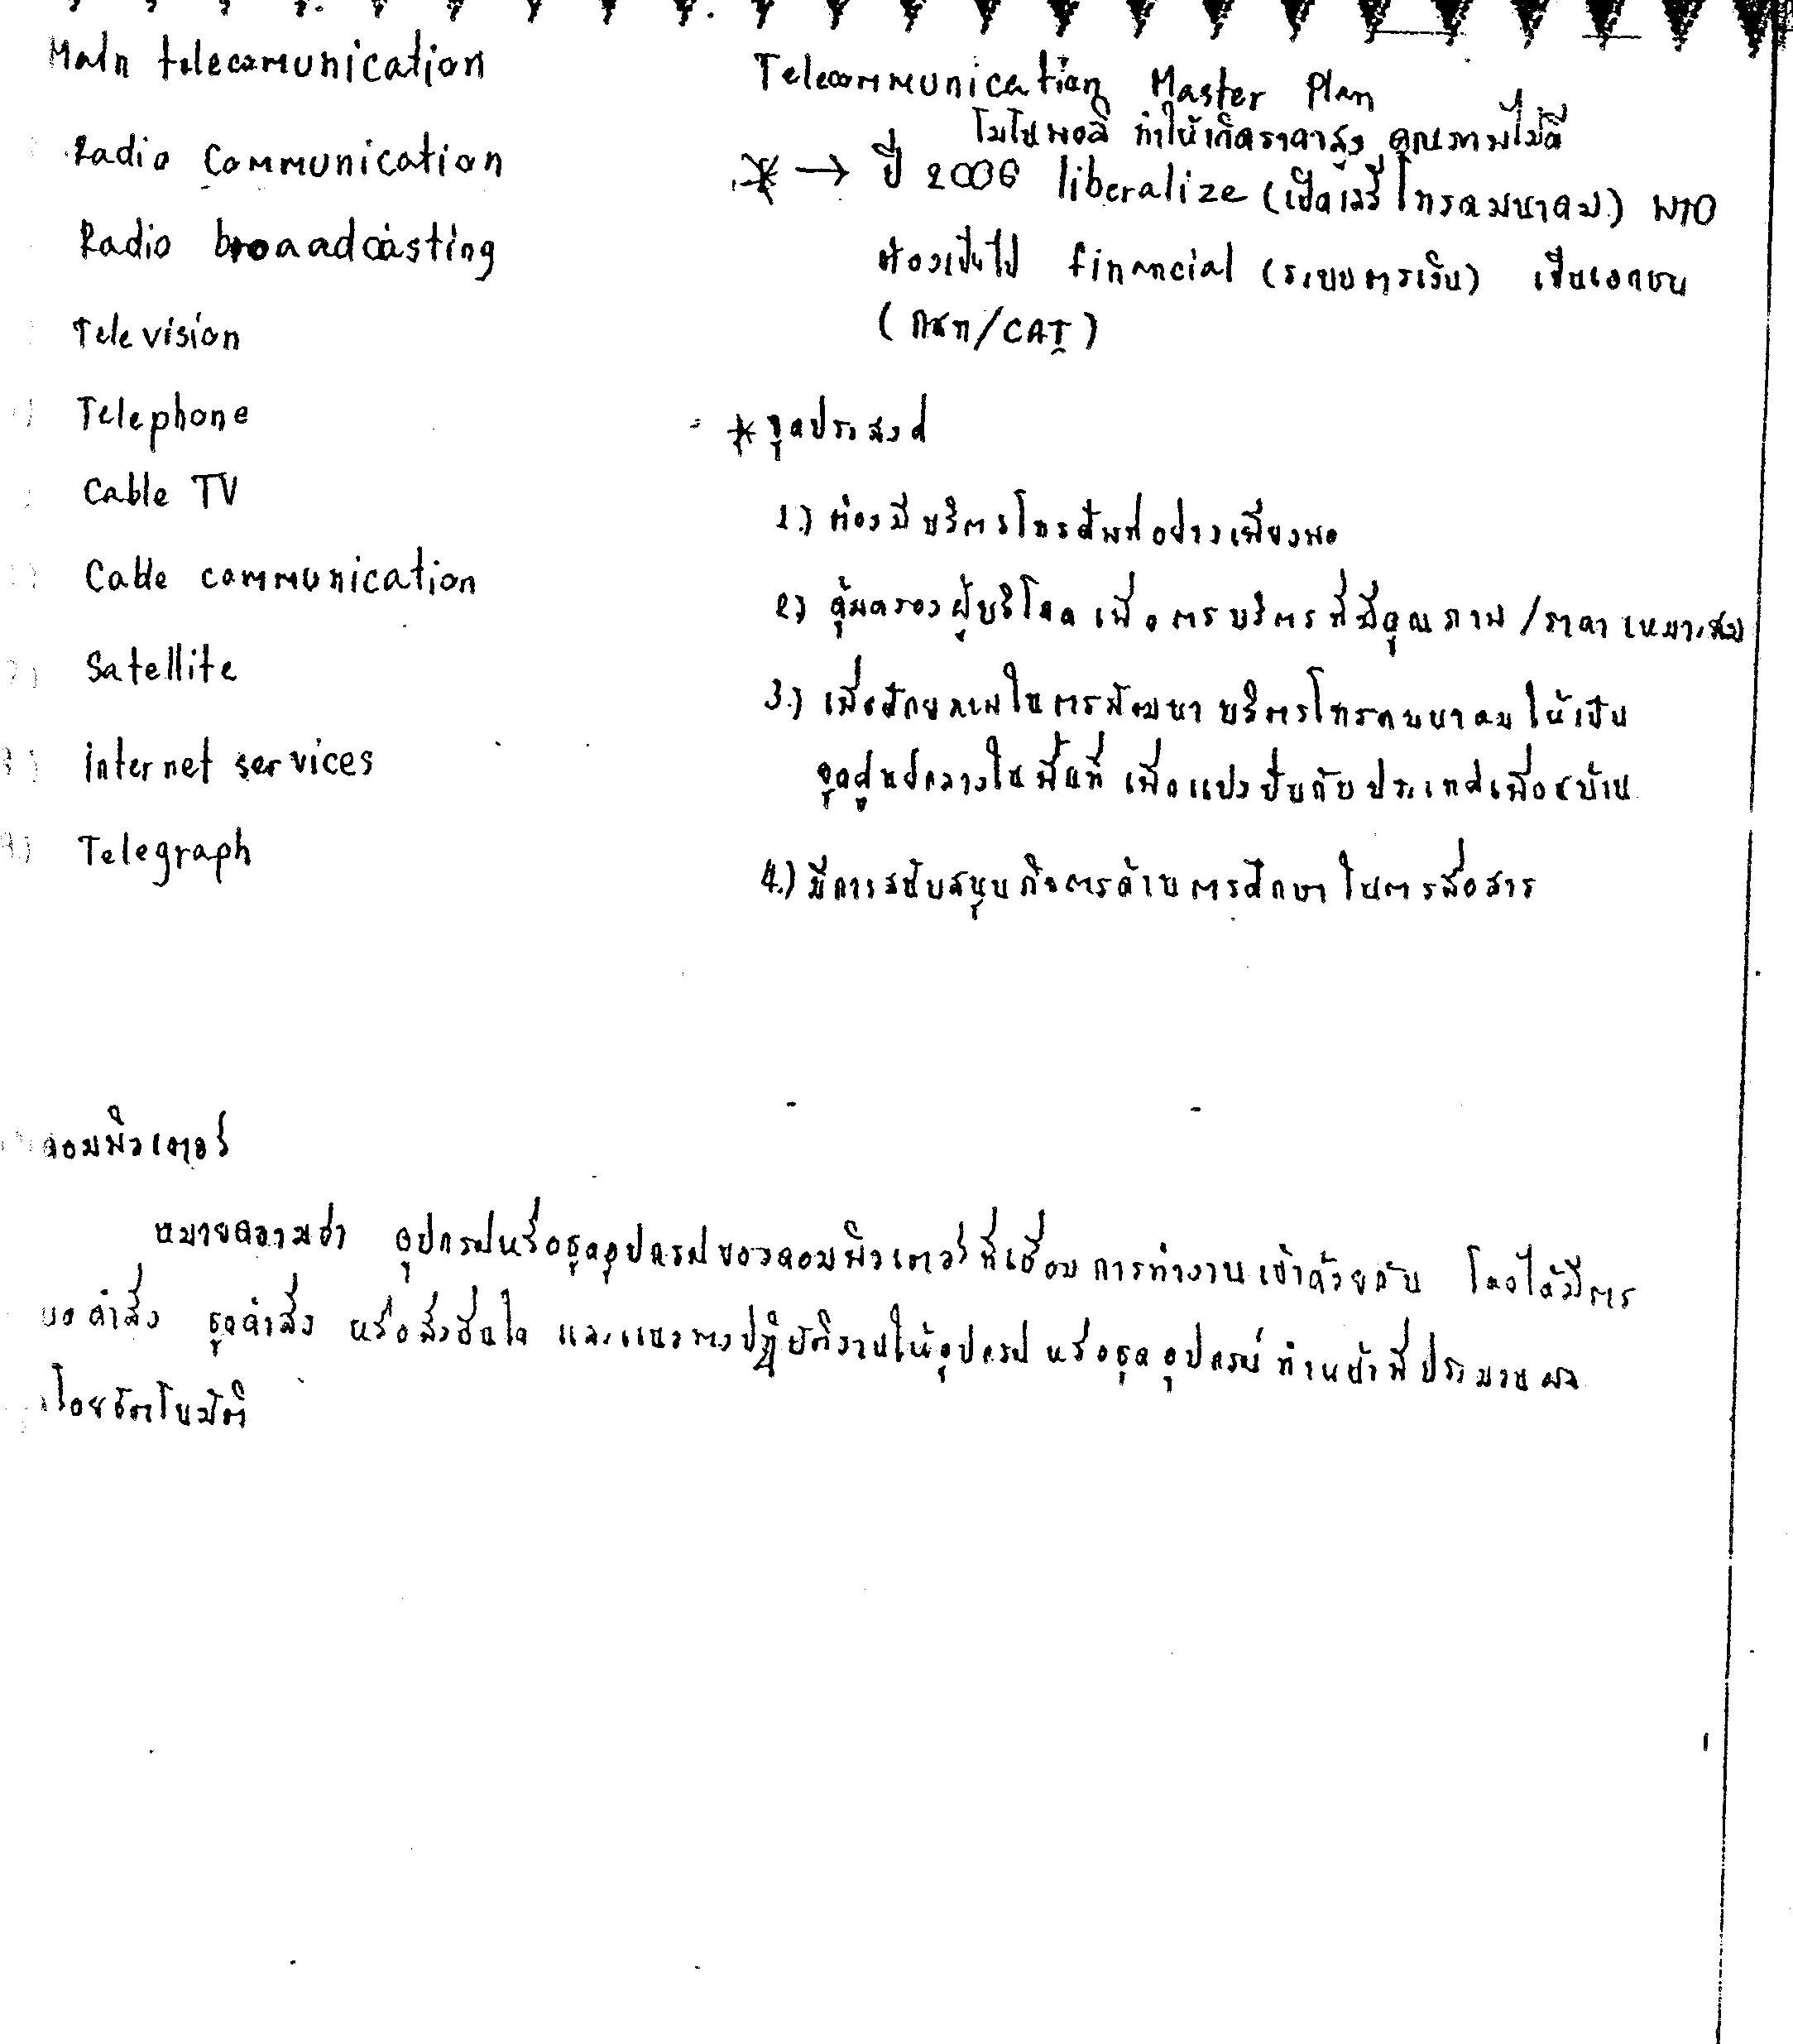 Main telecommunication
Radio Communication
Radio broaadcasting
Television
Telephone
Cable TV
Cable communication
Satellite
internet services
Telegraph
Telecommunication Master Plan
โมโนพอลี ทำให้เกิดราคาสูง คุณภาพไม่ดี
* → ปี 2006 liberalize (เปิดเสรีโทรคมนาคม) WTO
ต้องเป็นไป financial (ระบบการเงิน) เป็นเอกชน
(กสท/CAT)
* จุดประสงค์
1.) ต้องมีบริการโทรศัพท์อย่างเพียงพอ
2.) คุ้มครองผู้บริโภค เพื่อการบริการที่มีคุณภาพ/ราคาเหมาะสม
3.) เพื่อศักยภาพในการพัฒนาบริการโทรคมนาคมให้เป็น
จุดศูนย์กลางในพื้นที่ เพื่อแบ่งปันกับประเทศเพื่อนบ้าน
4.) มีการสนับสนุนกิจการด้านการศึกษาในการสื่อสาร
คอมพิวเตอร์
หมายความว่า อุปกรณ์หรือชุดอุปกรณ์ของคอมพิวเตอร์ที่เชื่อมการทำงานเข้าด้วยกัน โดยได้มีการ
คำสั่ง ชุดคำสั่ง หรือสิ่งอื่นใด และแนวทางปฏิบัติงานให้อุปกรณ์หรือชุดอุปกรณ์ทำหน้าที่ประมวนผล
โดยอัตโนมัติ